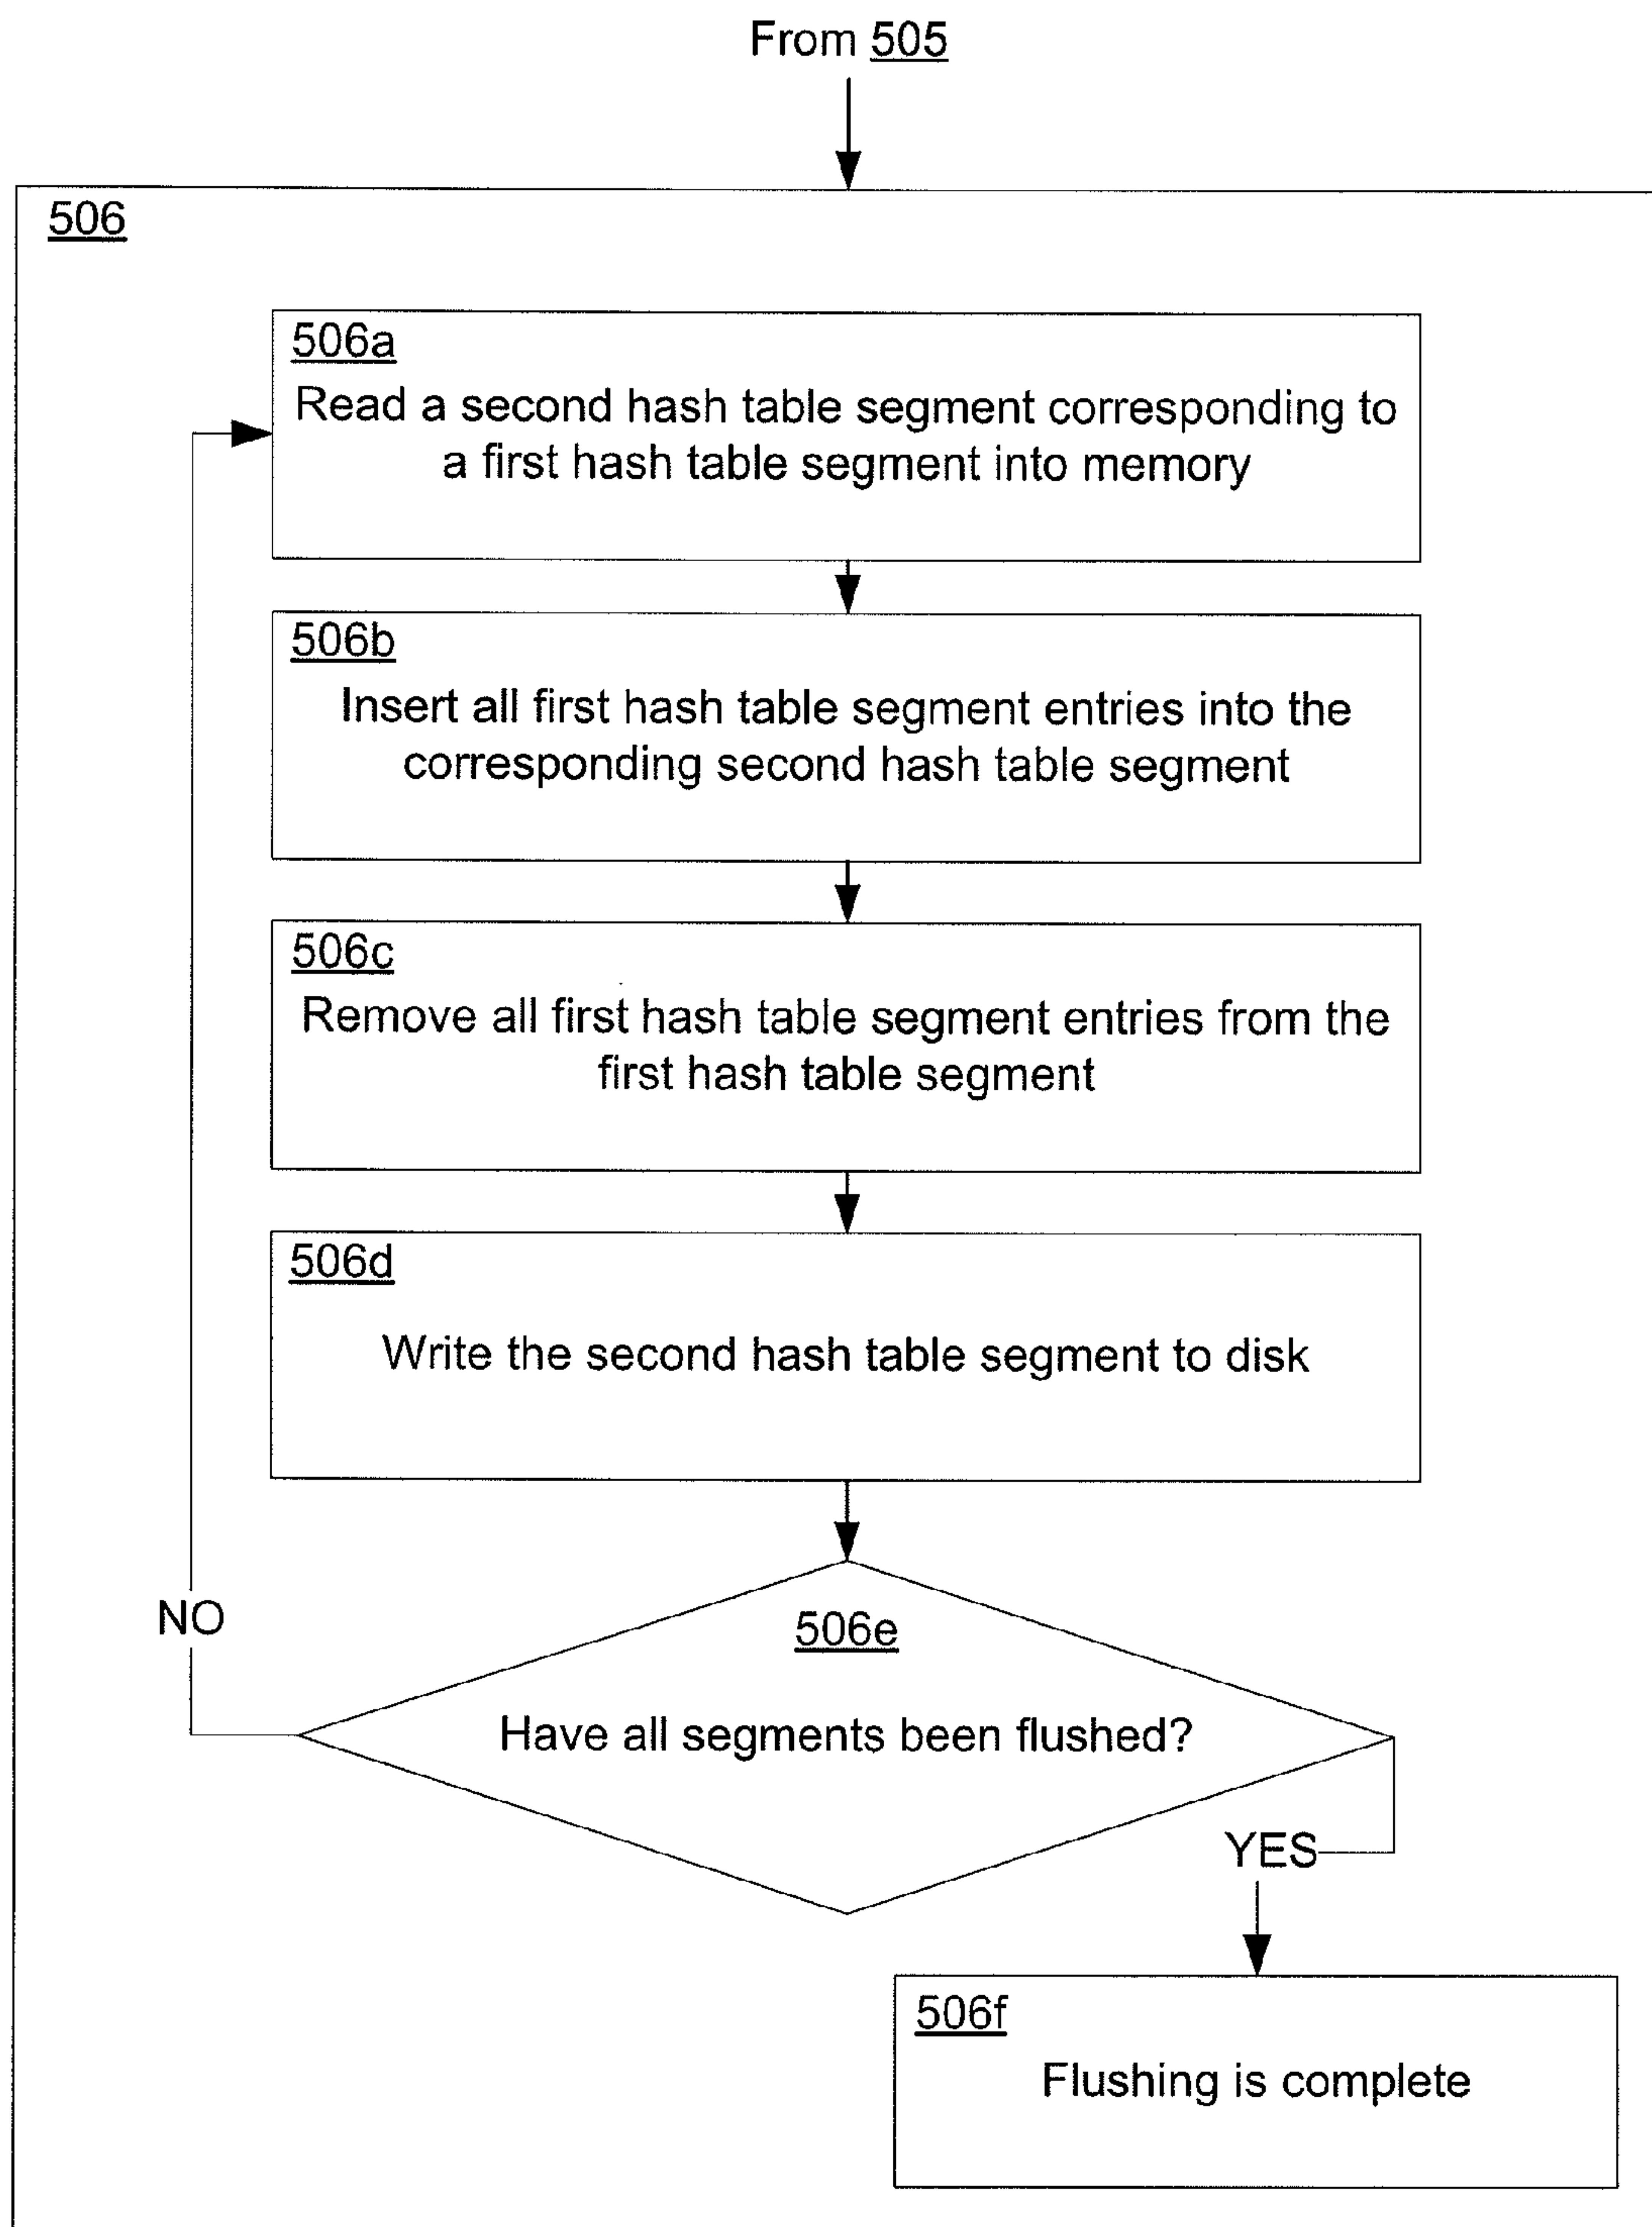 From 505
506
506a
Read a second hash table segment corresponding to
a first hash table segment into memory
506b
Insert all first hash table segment entries into the
corresponding second hash table segment
506c
Remove all first hash table segment entries from the
first hash table segment
506d
Write the second hash table segment to disk
506e
Have all segments been flushed?
NO
YES
506f
Flushing is complete